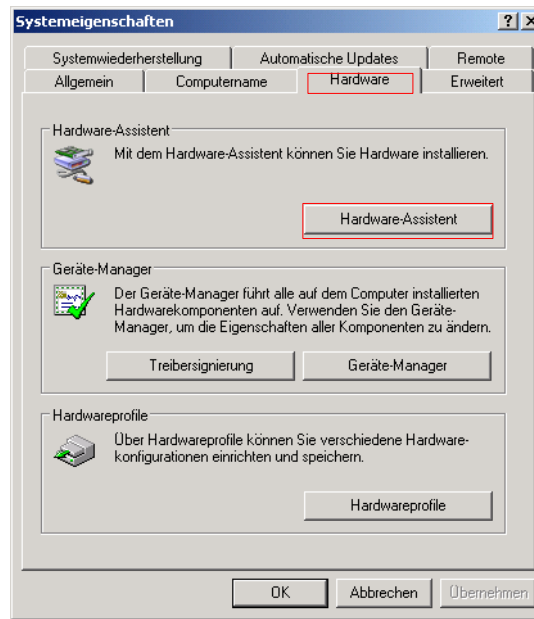 Systemeigenschaften
Systemwiederherstellung Automatische Updates Remote
Allgemein Computername Hardware Erweitert
Hardware-Assistent
Mit dem Hardware-Assistent können Sie Hardware installieren.
Hardware-Assistent
Geräte-Manager
Der Geräte-Manager führt alle auf dem Computer installierten
Hardwarekomponenten auf. Verwenden Sie den Geräte-
Manager, um die Eigenschaften aller Komponenten zu ändern.
Treibersignierung Geräte-Manager
Hardwareprofile
Über Hardwareprofile können Sie verschiedene Hardware-
konfigurationen einrichten und speichern.
Hardwareprofile
OK Abbrechen Übernehmen